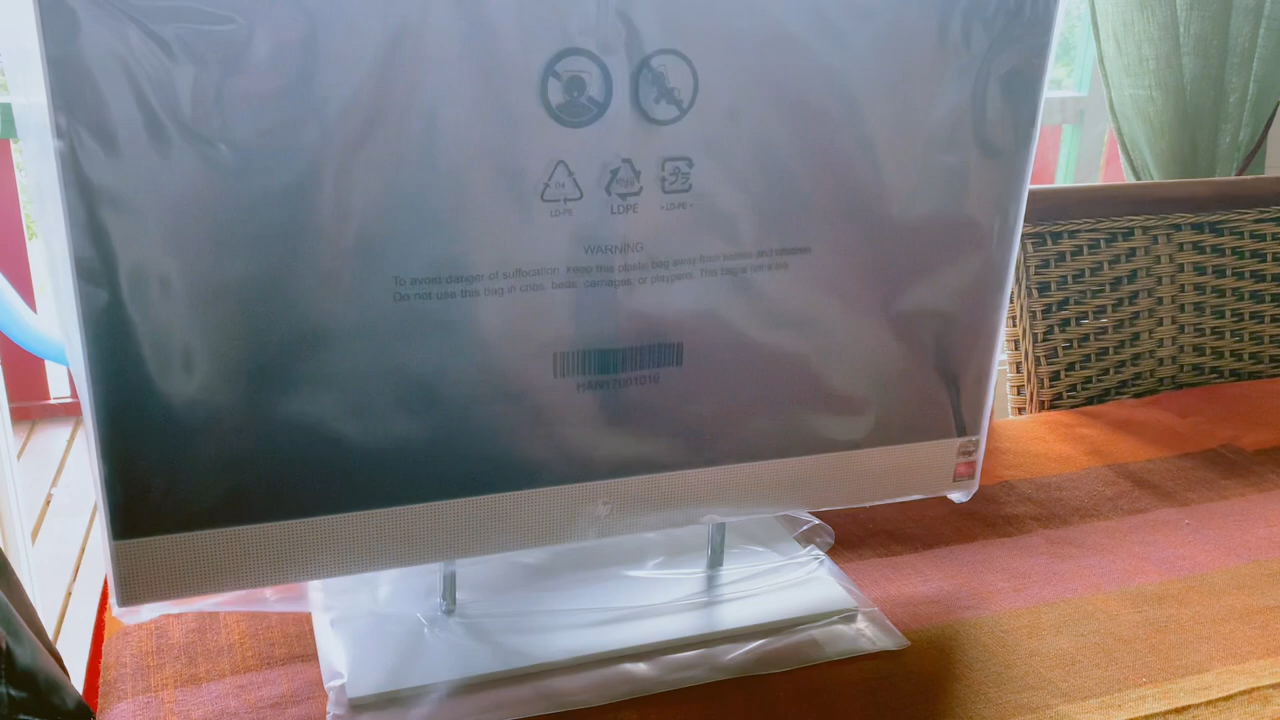 04
LD-PE
LDPE
>LD-PE<
WARNING
To avoid danger of suffocation. Keep this plastic bag away from babies and children
Do not use this bag in cribs, beds, carriages, or playpens. This bag is not a toy
hp